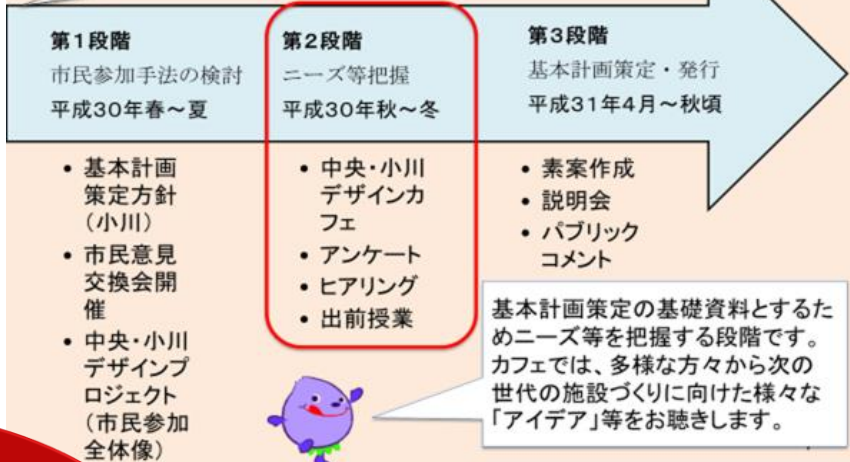 第1段階
市民参加手法の検討
平成30年春～夏
第2段階
ニーズ等把握
平成30年秋～冬
第3段階
基本計画策定・発行
平成31年4月～秋頃
• 基本計画
策定方針
（小川）
• 市民意見
交換会開
催
• 中央・小川
デザインプ
ロジェクト
（市民参加
全体像）
• 中央・小川
デザインカ
フェ
• アンケート
• ヒアリング
• 出前授業
• 素案作成
• 説明会
• パブリック
コメント
基本計画策定の基礎資料とするた
めニーズ等を把握する段階です。
カフェでは、多様な方々から次の
世代の施設づくりに向けた様々な
「アイデア」等をお聴きします。